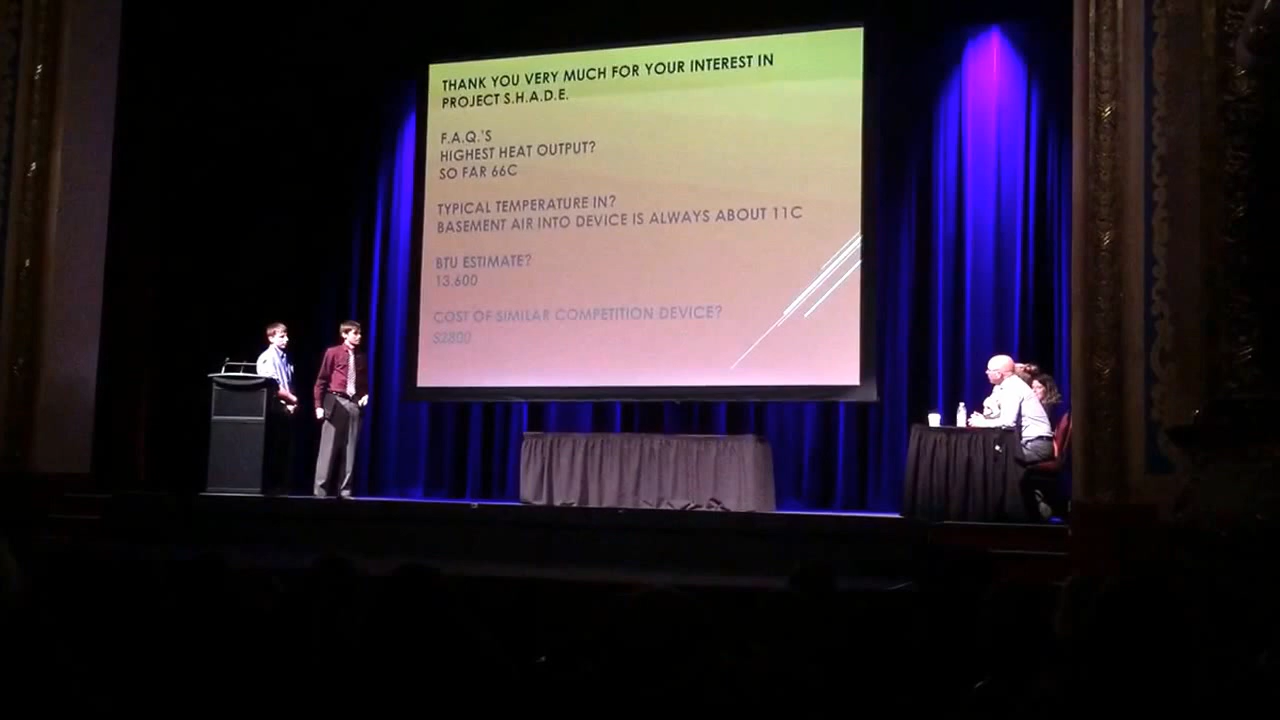 THANK YOU VERY MUCH FOR YOUR INTEREST IN
PROJECT S.H.A.D.E.
F.A.Q.'S
HIGHEST HEAT OUTPUT?
SO FAR 66C
TYPICAL TEMPERATURE IN?
BASEMENT AIR INTO DEVICE IS ALWAYS ABOUT 11C
BTU ESTIMATE?
13,600
COST OF SIMILAR COMPETITION DEVICE?
$2800